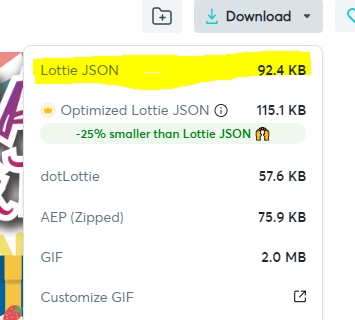 Download
Lottie JSON 92.4 KB
Optimized Lottie JSON 115.1 KB
-25% smaller than Lottie JSON
dotLottie 57.6 KB
AEP (Zipped) 75.9 KB
GIF 2.0 MB
Customize GIF